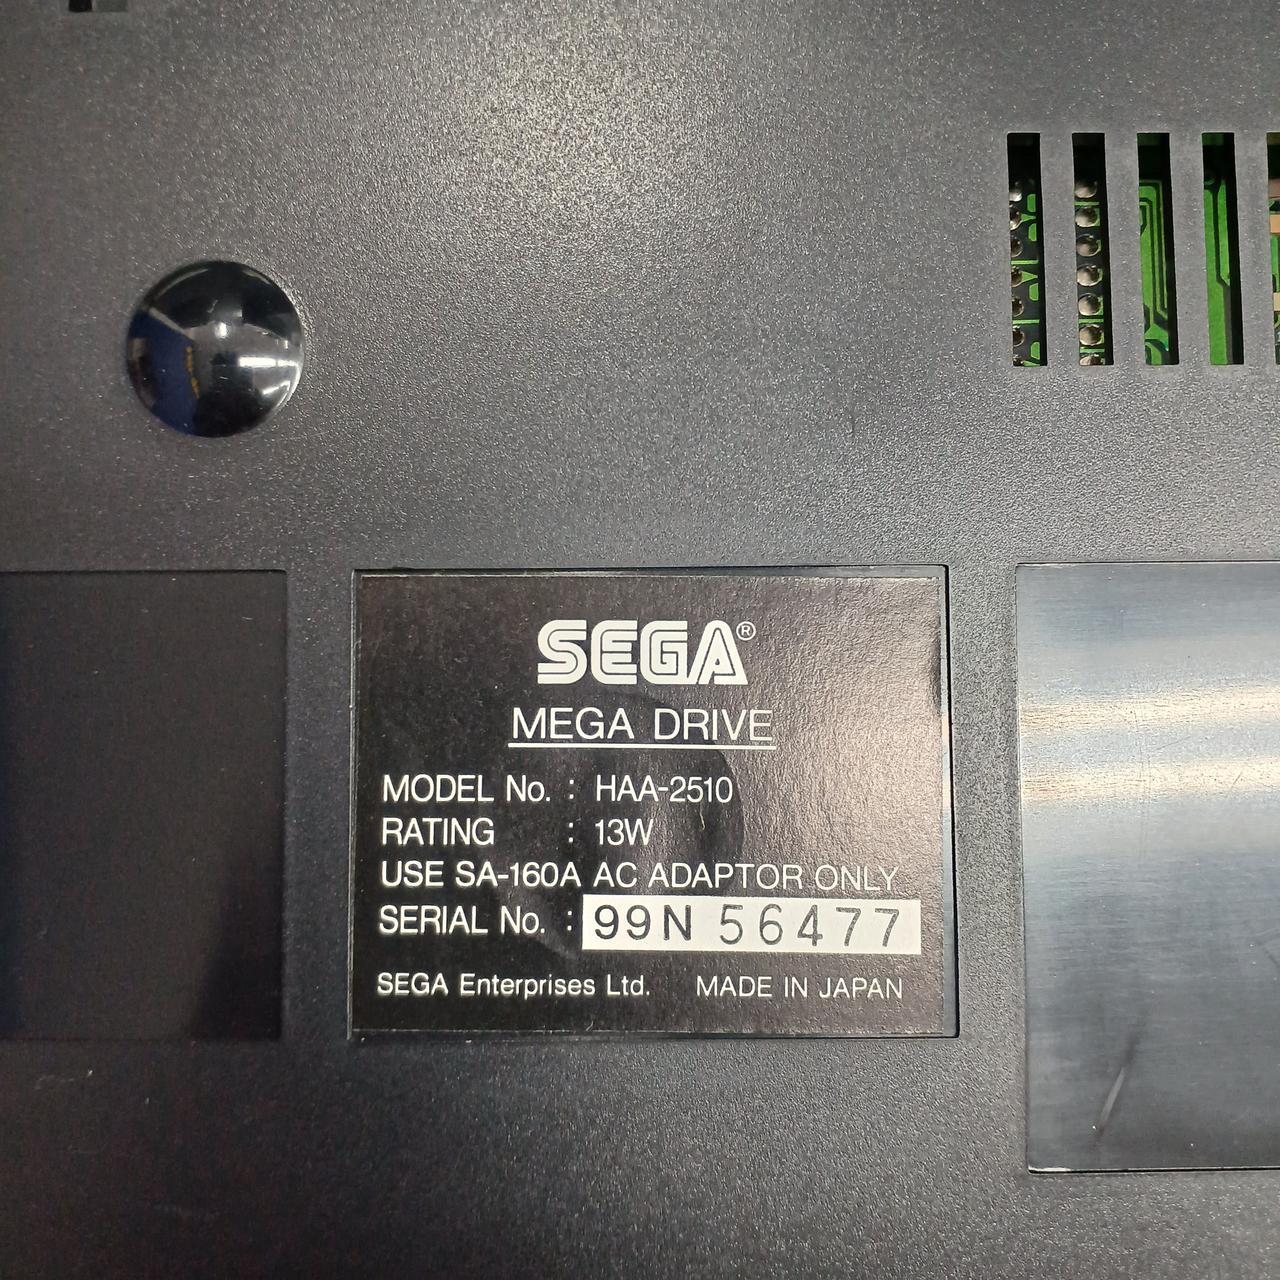 SEGA®
MEGA DRIVE
MODEL No. : HAA-2510
RATING : 13W
USE SA-160A AC ADAPTOR ONLY
SERIAL No. : 99N 56477
SEGA Enterprises Ltd. MADE IN JAPAN